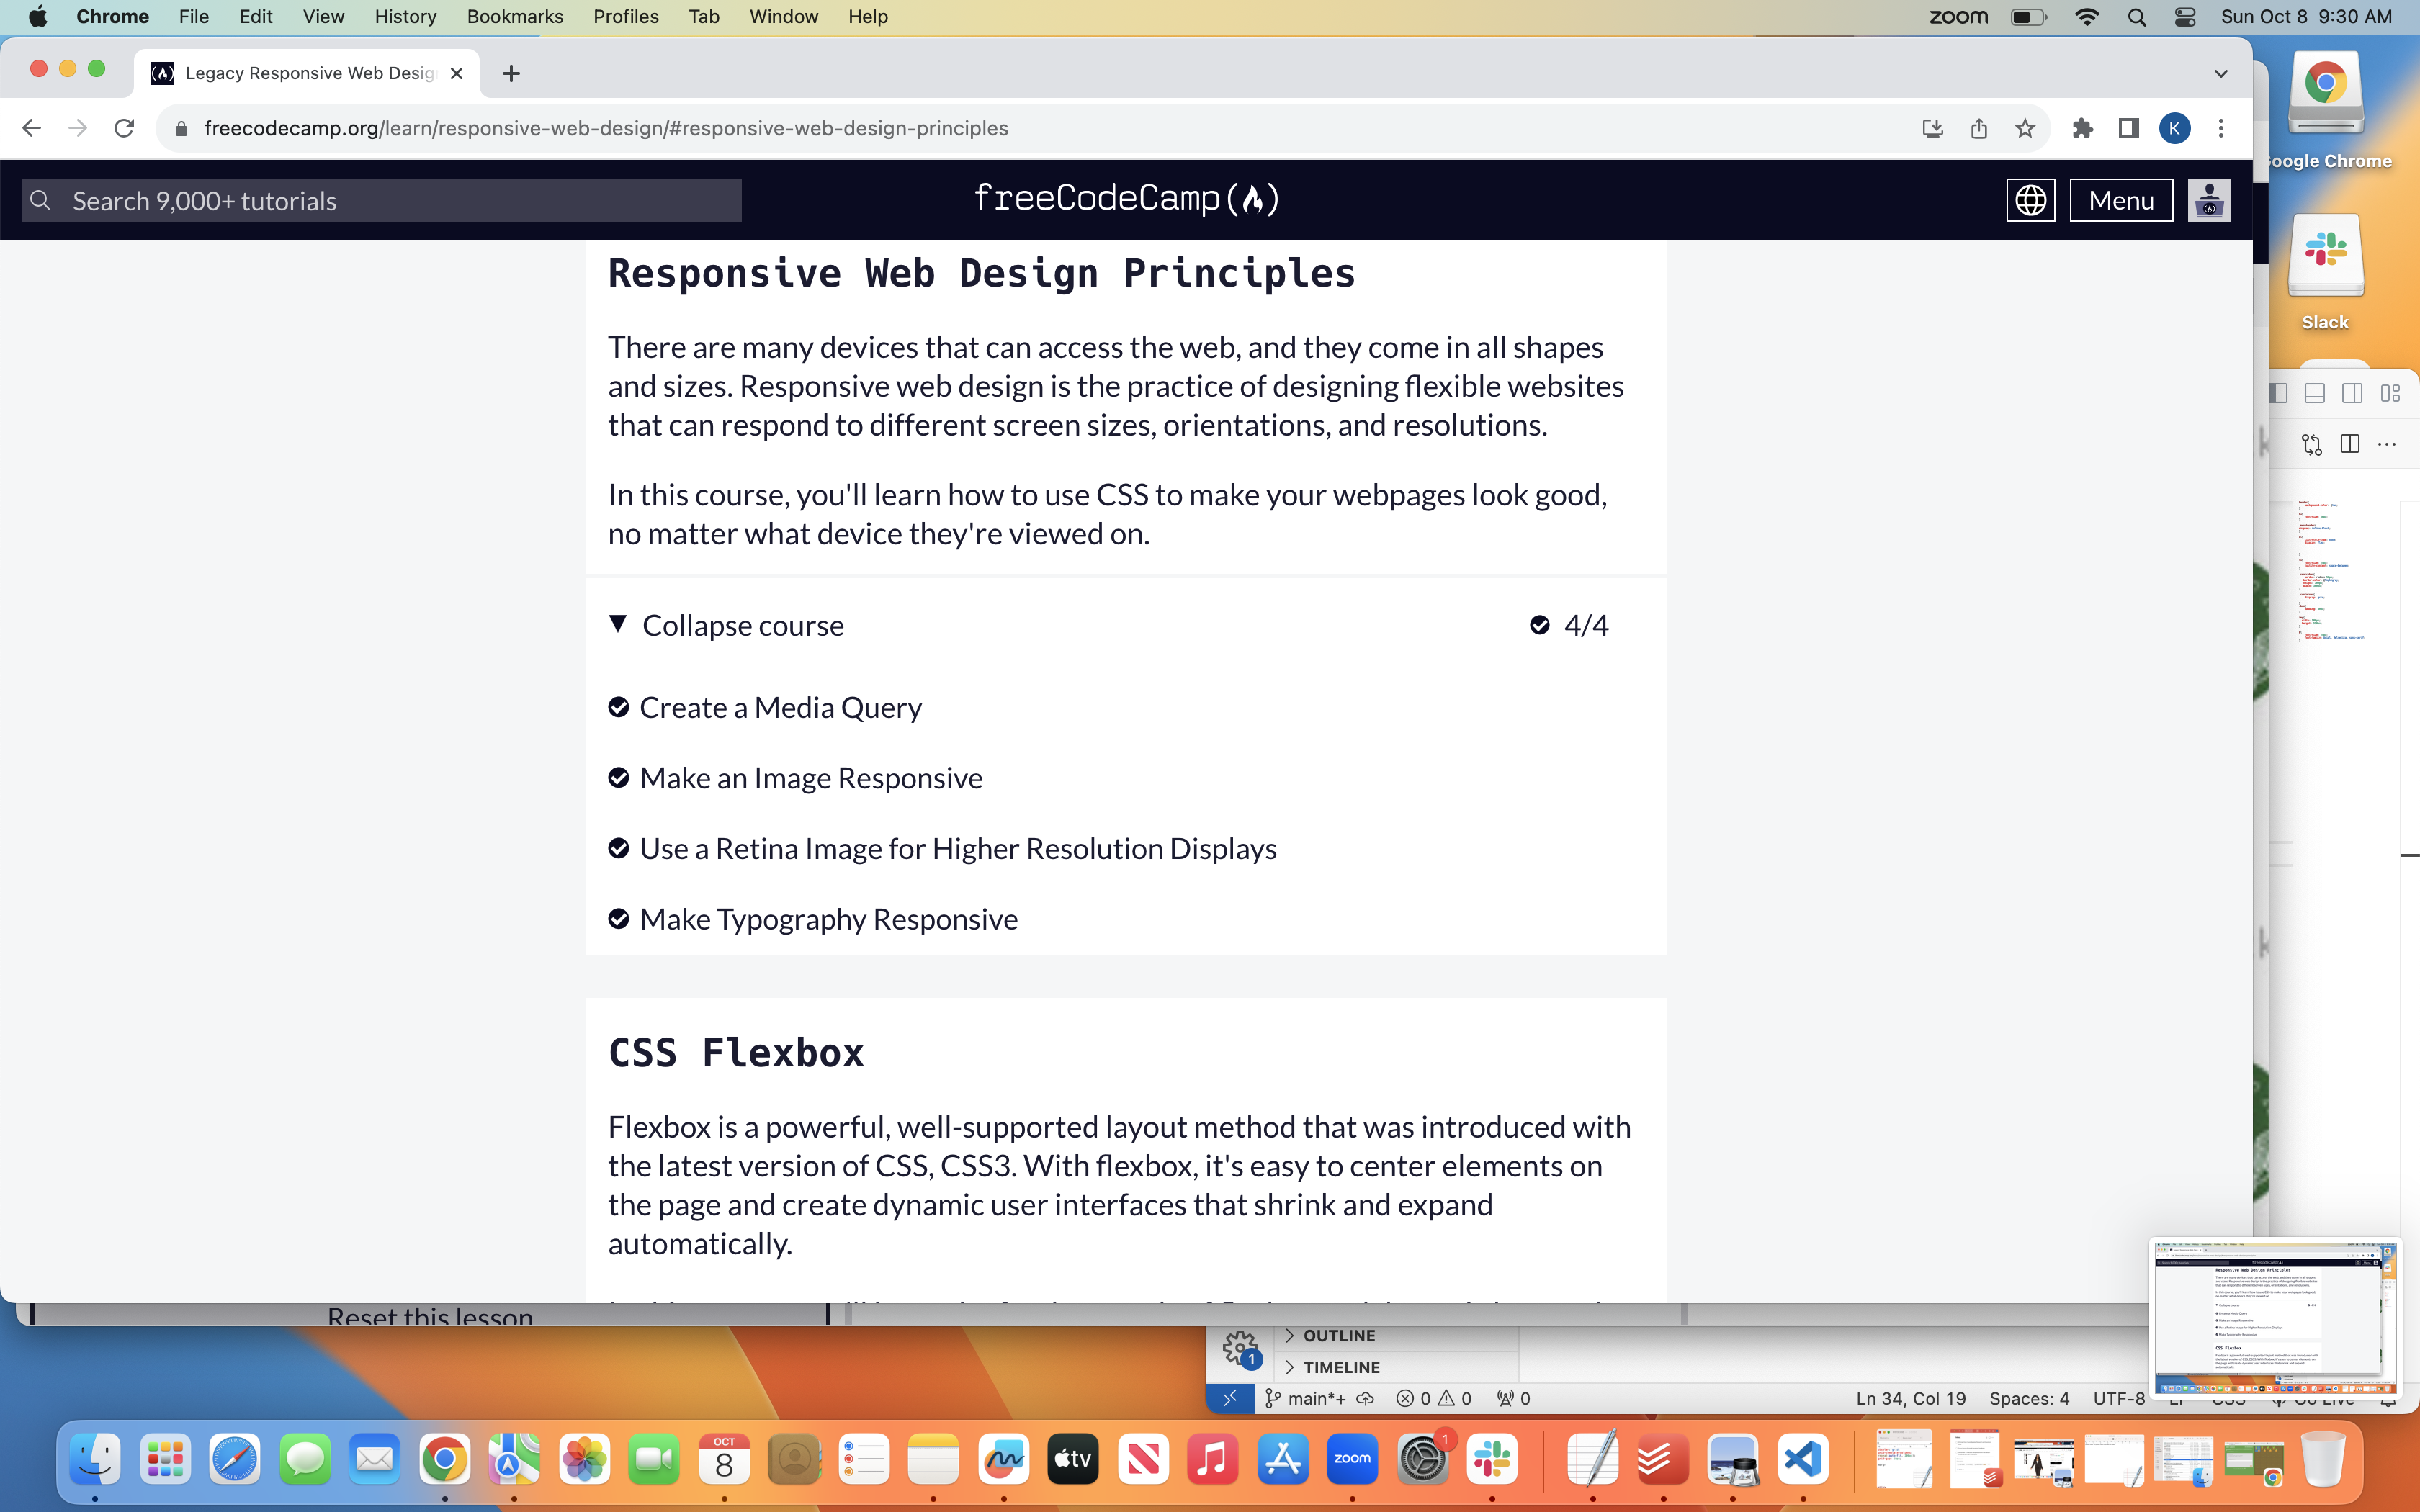 Chrome File Edit View History Bookmarks Profiles Tab Window Help zoom Sun Oct 8 9:30 AM
Legacy Responsive Web Desig
freecodecamp.org/learn/responsive-web-design/#responsive-web-design-principles K
Google Chrome
Search 9,000+ tutorials freeCodeCamp Menu
Slack
Responsive Web Design Principles
There are many devices that can access the web, and they come in all shapes
and sizes. Responsive web design is the practice of designing flexible websites
that can respond to different screen sizes, orientations, and resolutions.
In this course, you'll learn how to use CSS to make your webpages look good,
no matter what device they're viewed on.
Collapse course 4/4
Create a Media Query
Make an Image Responsive
Use a Retina Image for Higher Resolution Displays
Make Typography Responsive
CSS Flexbox
Flexbox is a powerful, well-supported layout method that was introduced with
the latest version of CSS, CSS3. With flexbox, it's easy to center elements on
the page and create dynamic user interfaces that shrink and expand
automatically.
Reset this lesson
OUTLINE
1
TIMELINE
main*+ 0 0 0 Ln 34, Col 19 Spaces: 4 UTF-8 LF CSS Go Live
OCT
8
tv
zoom
1